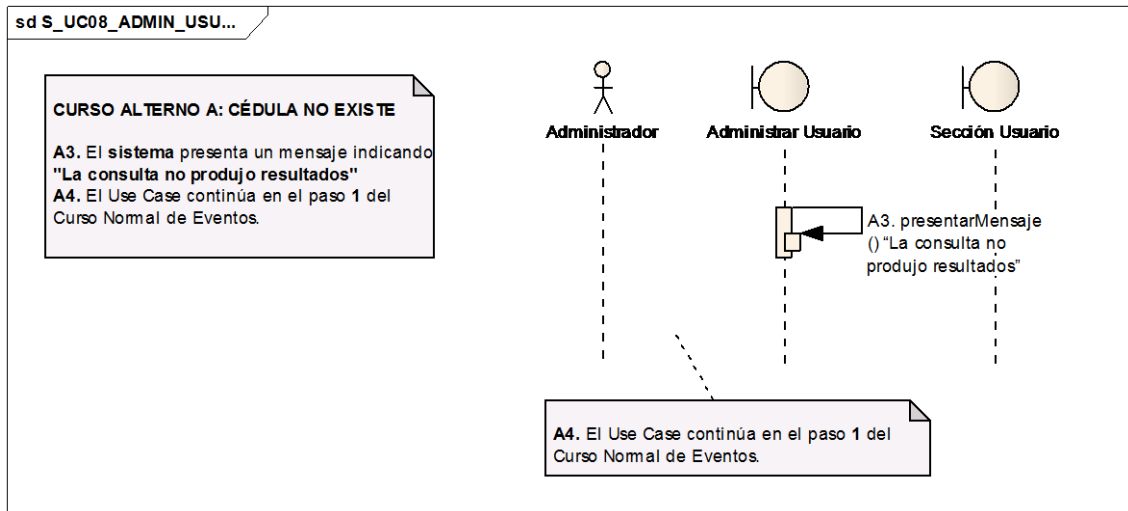 sd S_UC08_ADMIN_USU...
CURSO ALTERNO A: CÉDULA NO EXISTE
A3. El sistema presenta un mensaje indicando
"La consulta no produjo resultados"
A4. El Use Case continúa en el paso 1 del
Curso Normal de Eventos.
Administrador
Administrar Usuario
Sección Usuario
A3. presentarMensaje
() “La consulta no
produjo resultados”
A4. El Use Case continúa en el paso 1 del
Curso Normal de Eventos.